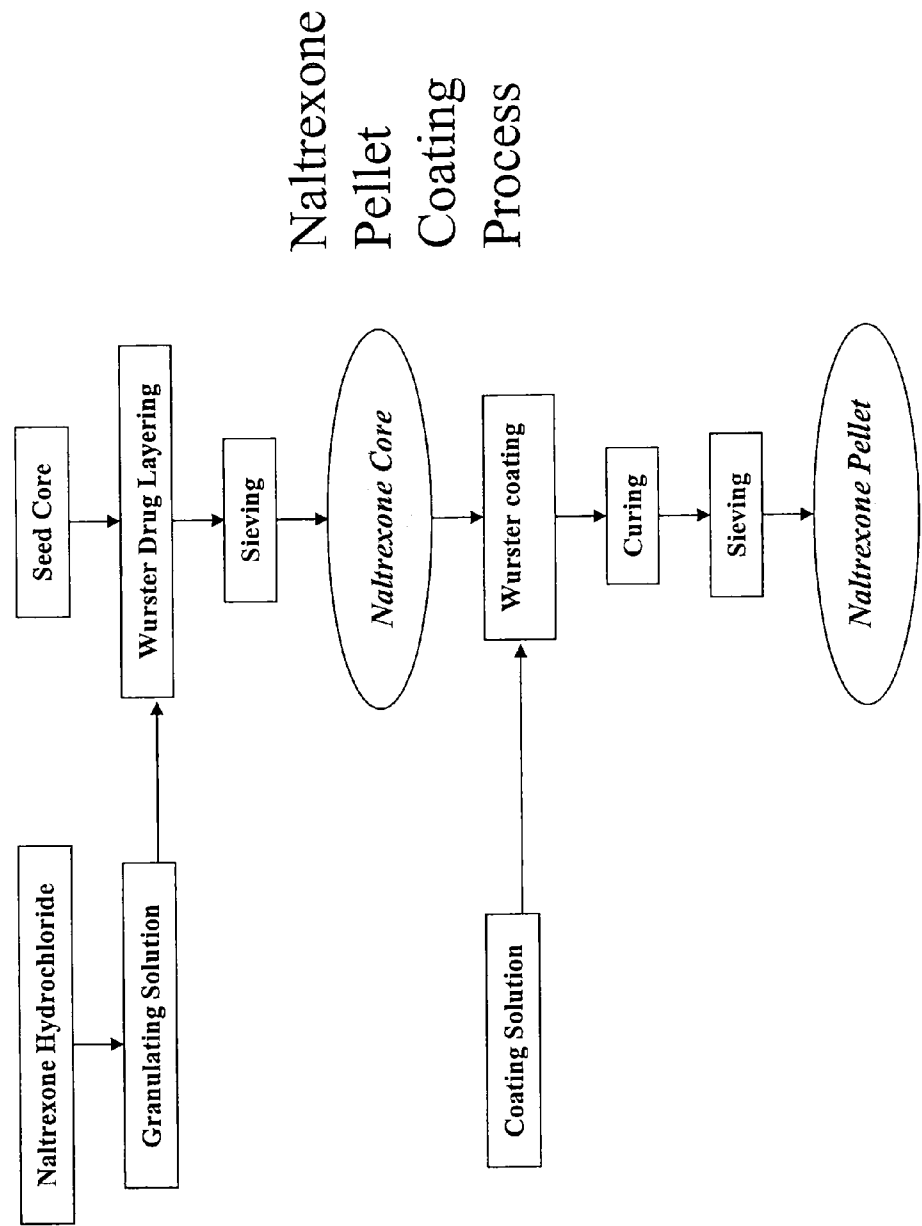 Naltrexone Hydrochloride
Seed Core
Granulating Solution
Wurster Drug Layering
Sieving
Naltrexone Core
Coating Solution
Wurster coating
Curing
Sieving
Naltrexone Pellet
Naltrexone
Pellet
Coating
Process